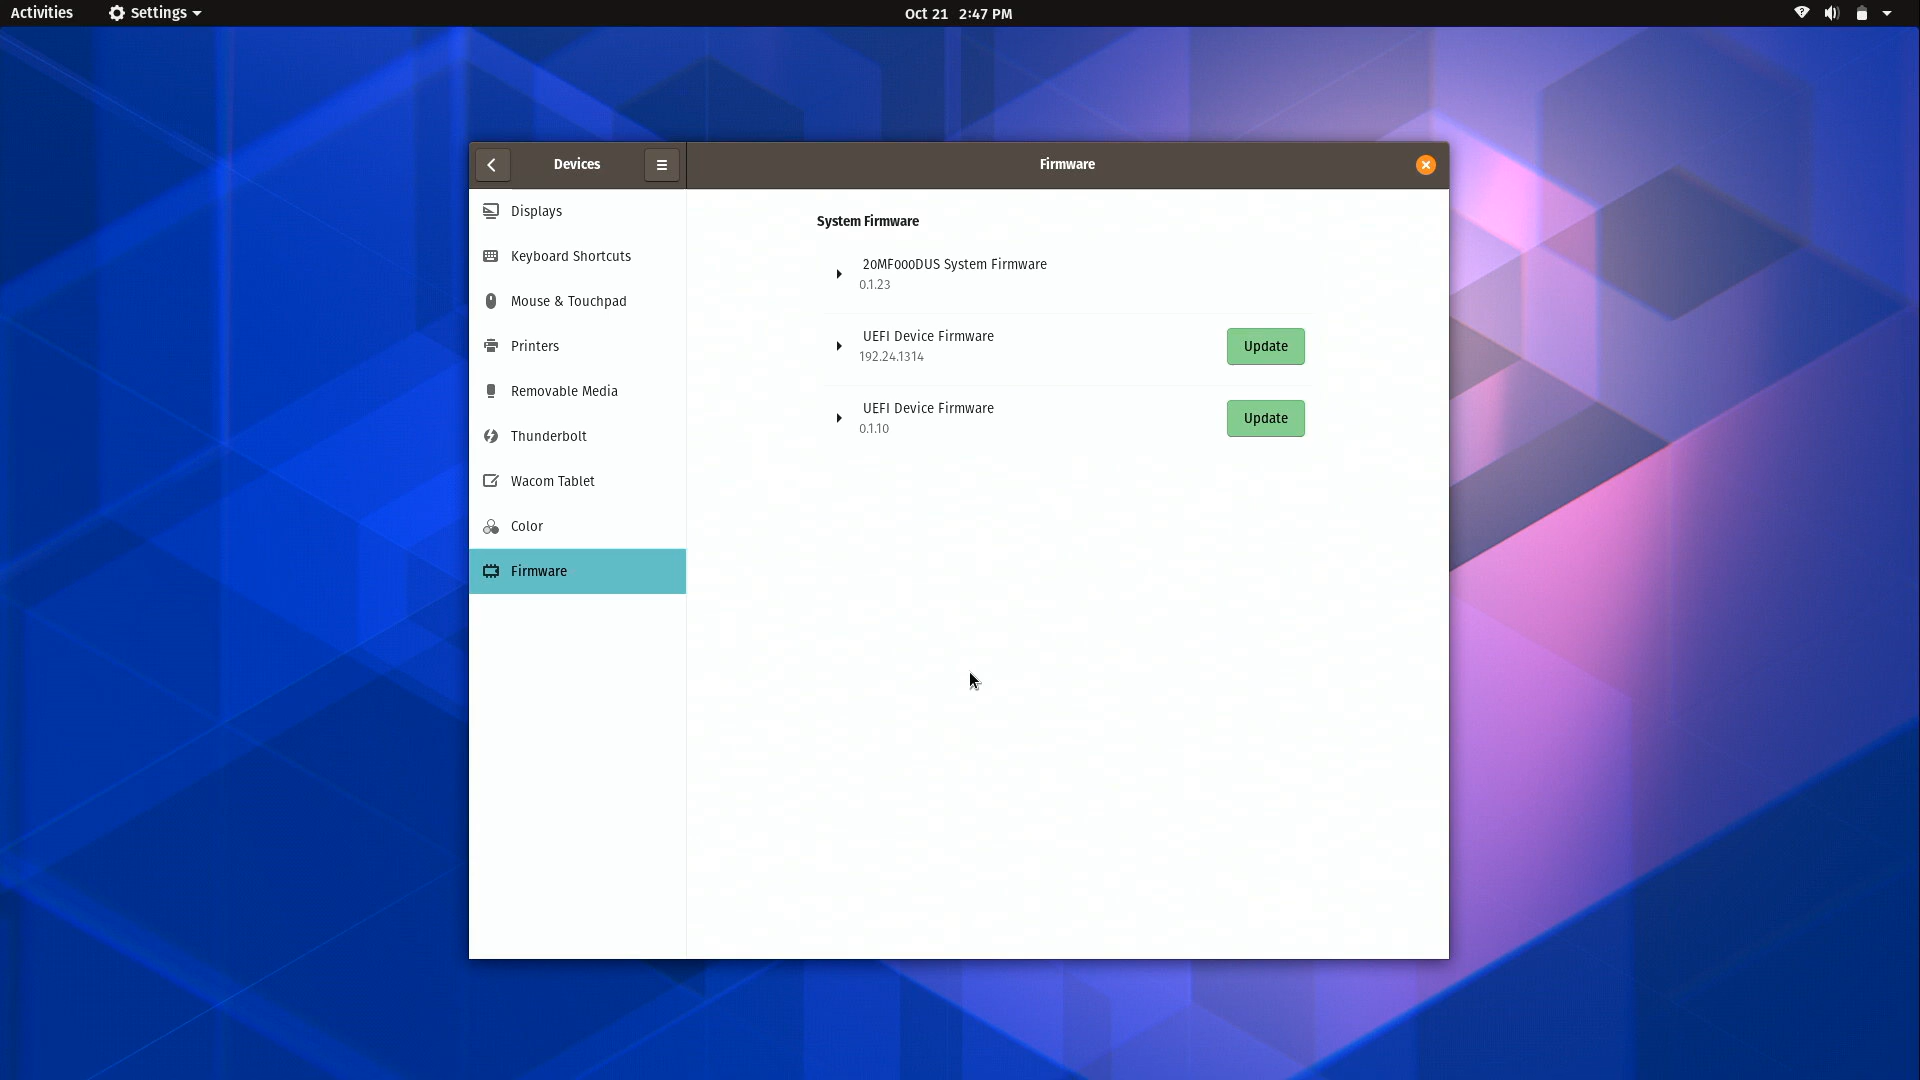 Activities
Settings
Oct 21 2:47 PM
Devices
Firmware
Displays
Keyboard Shortcuts
Mouse & Touchpad
Printers
Removable Media
Thunderbolt
Wacom Tablet
Color
Firmware
System Firmware
20MF000DUS System Firmware
0.1.23
UEFI Device Firmware
192.24.1314
Update
UEFI Device Firmware
0.1.10
Update